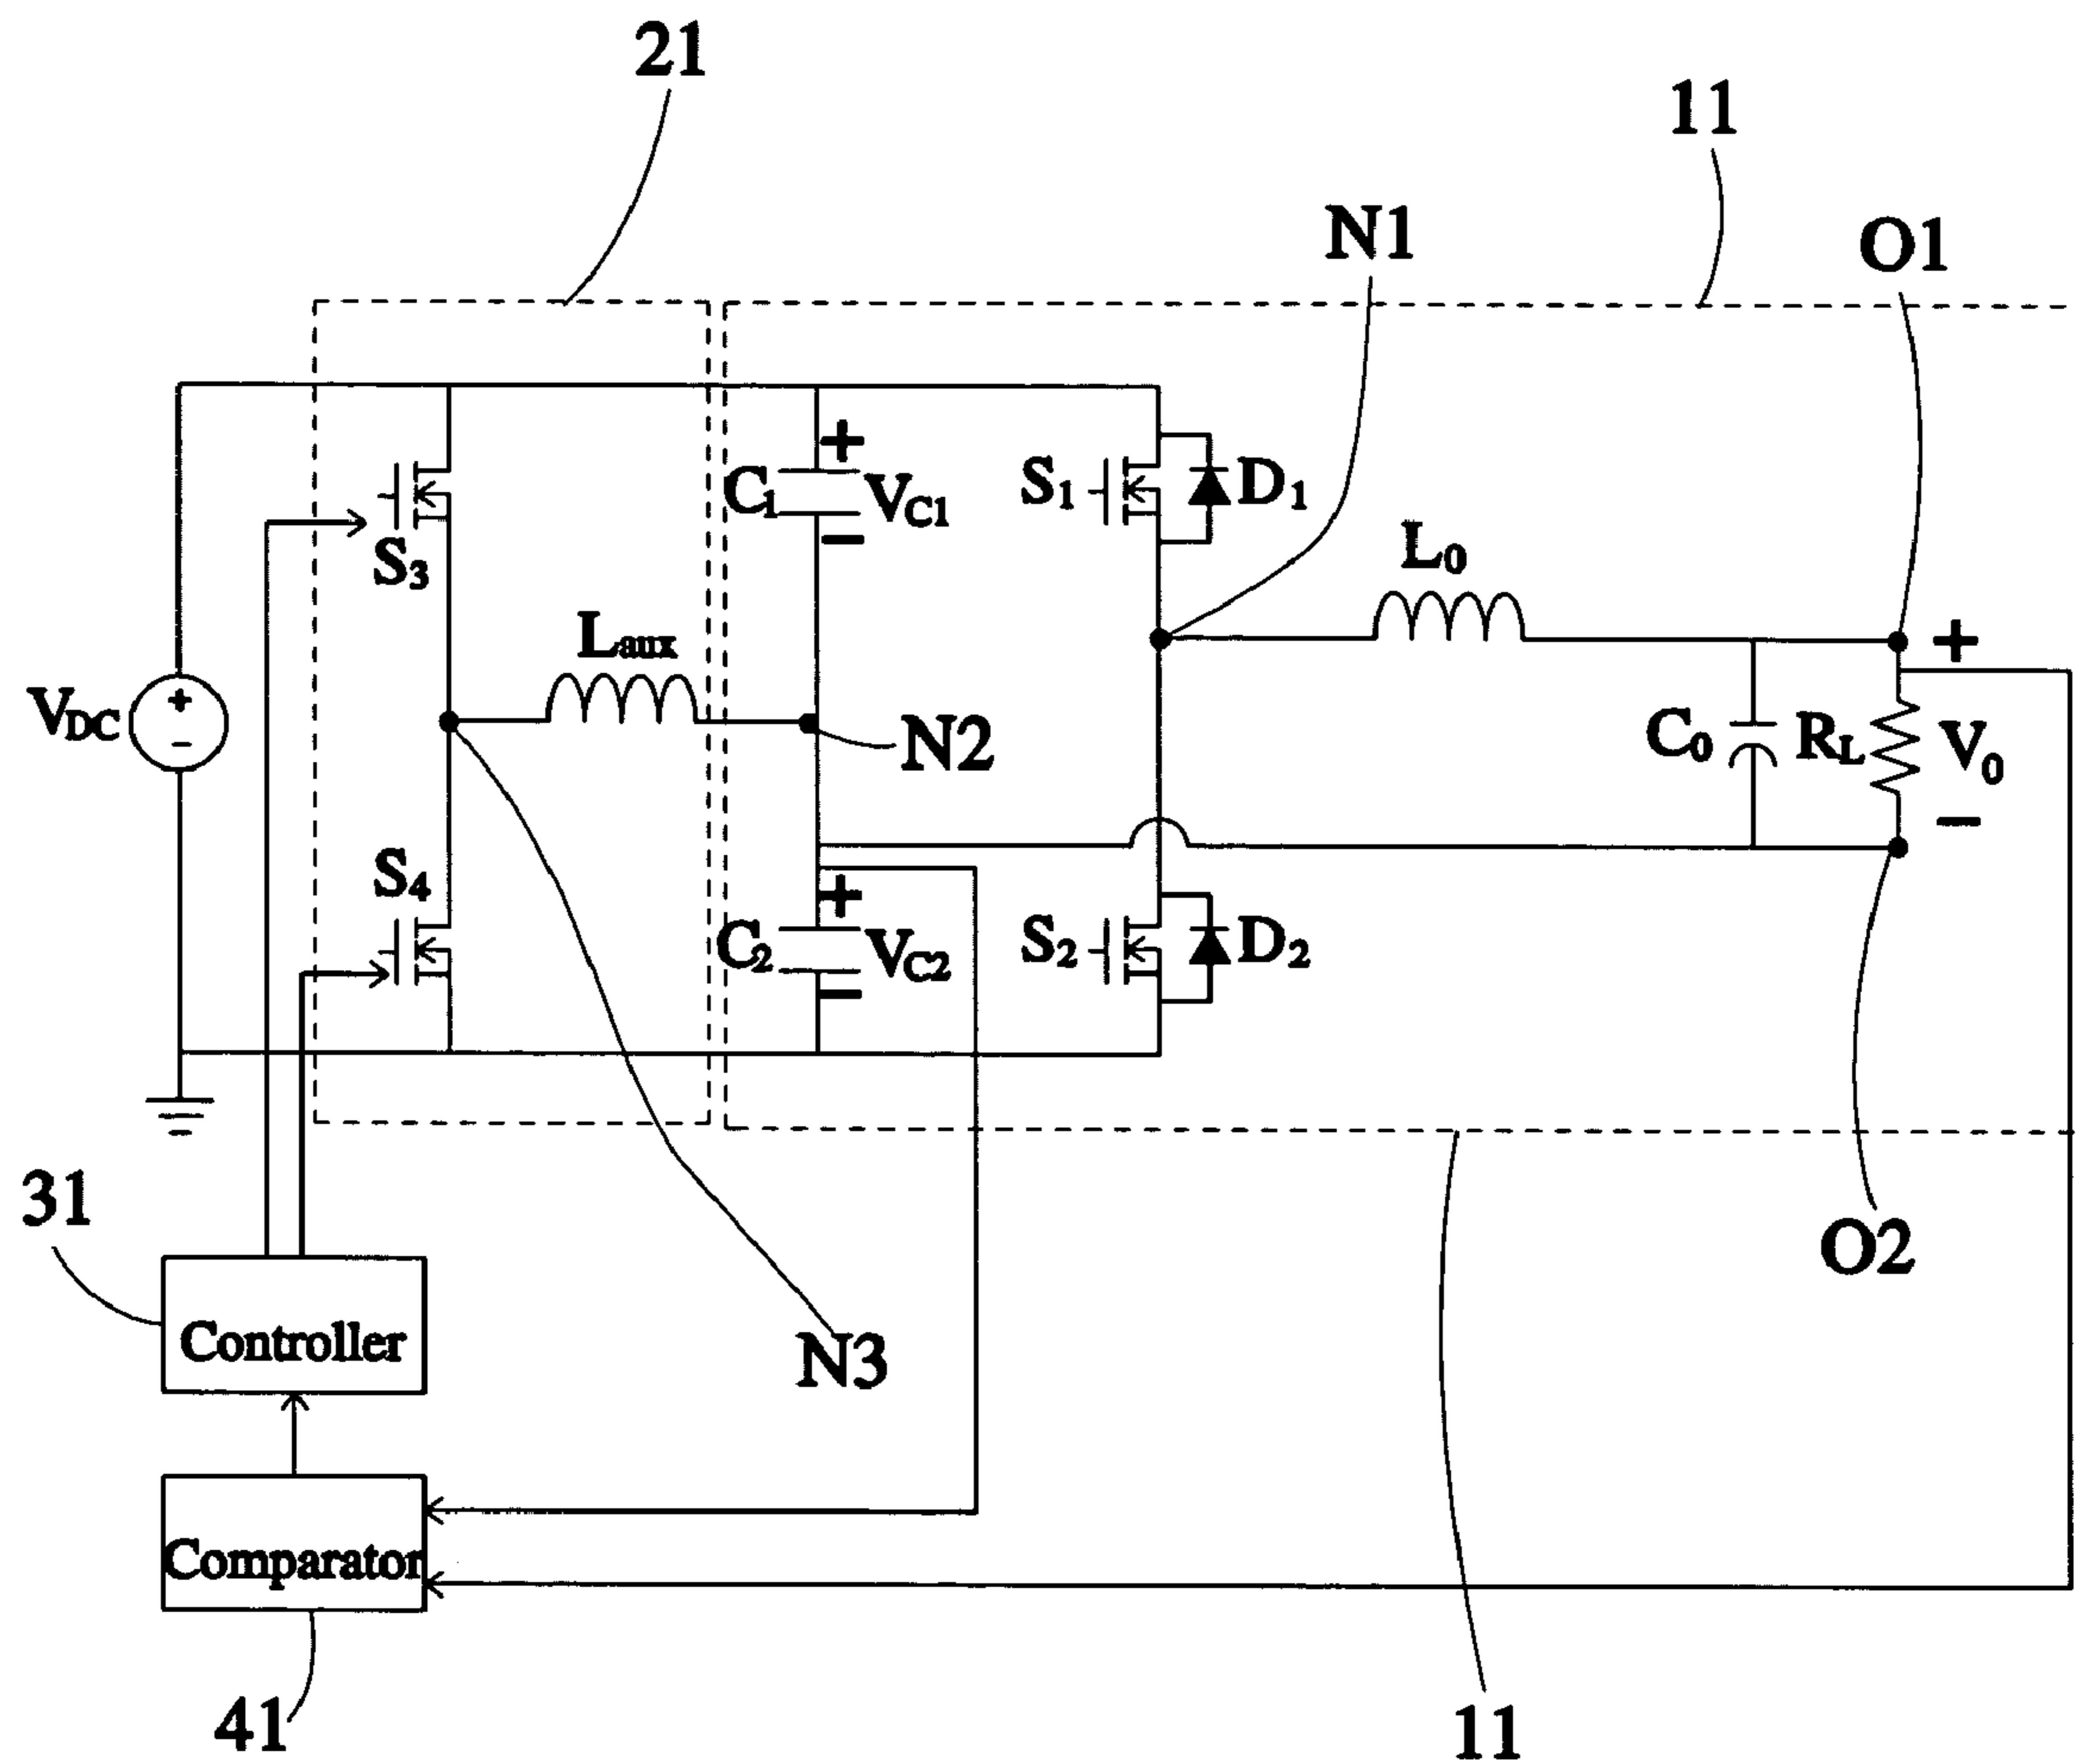 21
11
N1
O1
+
C1
VC1
−
S1
D1
S3
L0
Laux
+
VDC
+
−
N2
C0
RL
V0
−
S4
+
C2
VC2
−
S2
D2
31
O2
Controller
N3
Comparator
41
11